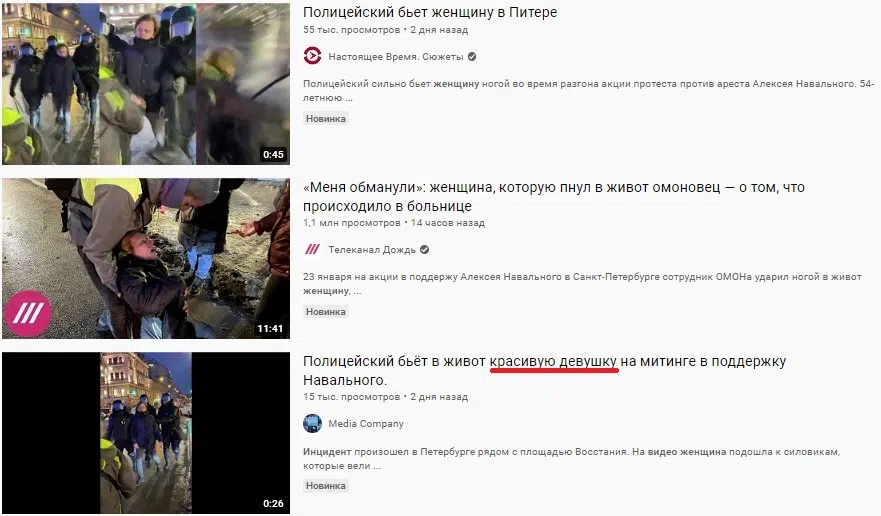 Полицейский бьет женщину в Питере
55 тыс. просмотров • 2 дня назад
Настоящее Время. Сюжеты
Полицейский сильно бьет женщину ногой во время разгона акции протеста против ареста Алексея Навального. 54-
летнюю ...
Новинка
0:45
«Меня обманули»: женщина, которую пнул в живот омоновец — о том, что
происходило в больнице
1,1 млн просмотров • 14 часов назад
Телеканал Дождь
23 января на акции в поддержу Алексея Навального в Санкт-Петербурге сотрудник ОМОНа ударил ногой в живот
женщину, ...
Новинка
11:41
Полицейский бьёт в живот красивую девушку на митинге в поддержку
Навального.
15 тыс. просмотров • 2 дня назад
Media Company
Инцидент произошел в Петербурге рядом с площадью Восстания. На видео женщина подошла к силовикам,
которые вели ...
Новинка
0:26